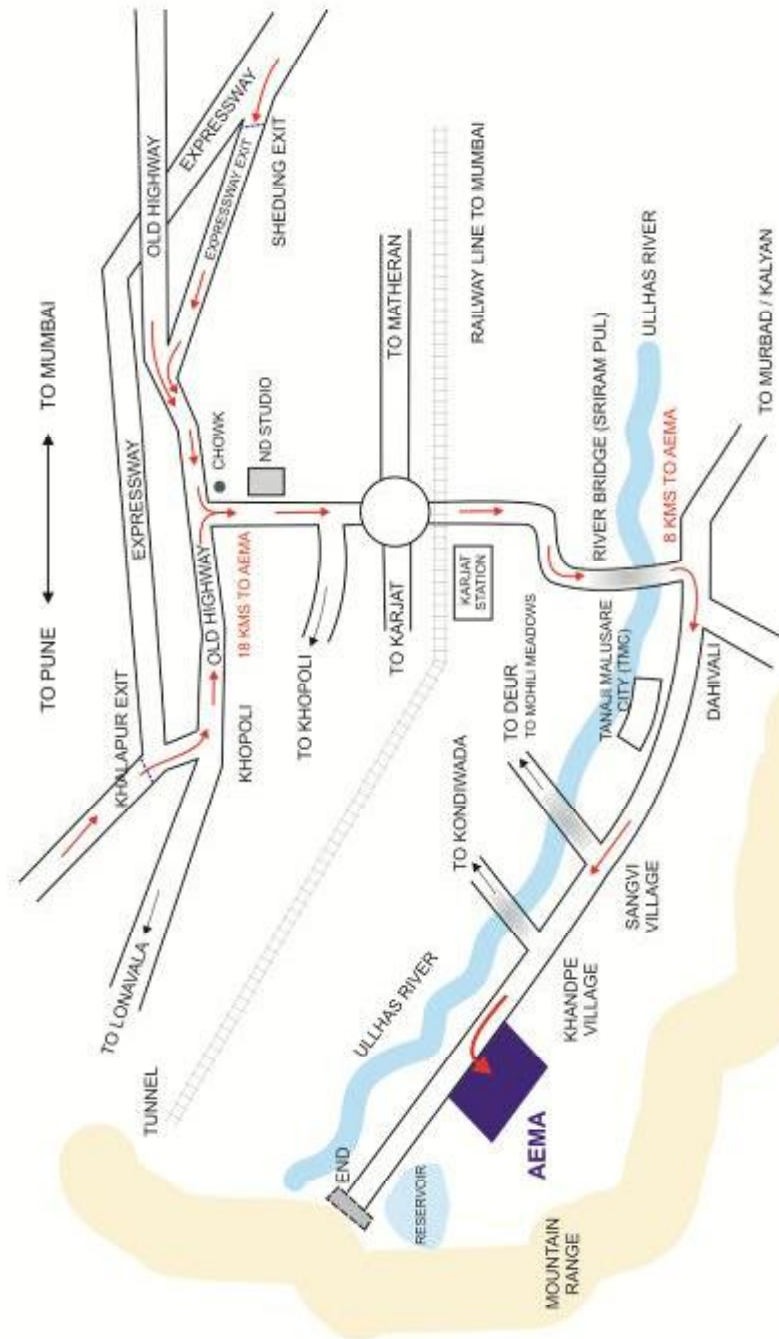 TO PUNE
TO MUMBAI
EXPRESSWAY
OLD HIGHWAY
EXPRESSWAY
EXPRESSWAY EXIT
SHEDUNG EXIT
KHALAPUR EXIT
OLD HIGHWAY
18 KMS TO AEMA
KHOPOLI
CHOWK
ND STUDIO
TO LONAVALA
TO KHOPOLI
TO KARJAT
TO MATHERAN
RAILWAY LINE TO MUMBAI
TUNNEL
KARJAT
STATION
RIVER BRIDGE (SRIRAM PUL)
ULLHAS RIVER
8 KMS TO AEMA
TO MURBAD / KALYAN
TO DEUR
TO MOHILI MEADOWS
TANAJI MALUSARE
CITY (TMC)
DAHIVALI
TO KONDIWADA
ULLHAS RIVER
SANGVI
VILLAGE
KHANDPE
VILLAGE
END
RESERVOIR
AEMA
MOUNTAIN
RANGE